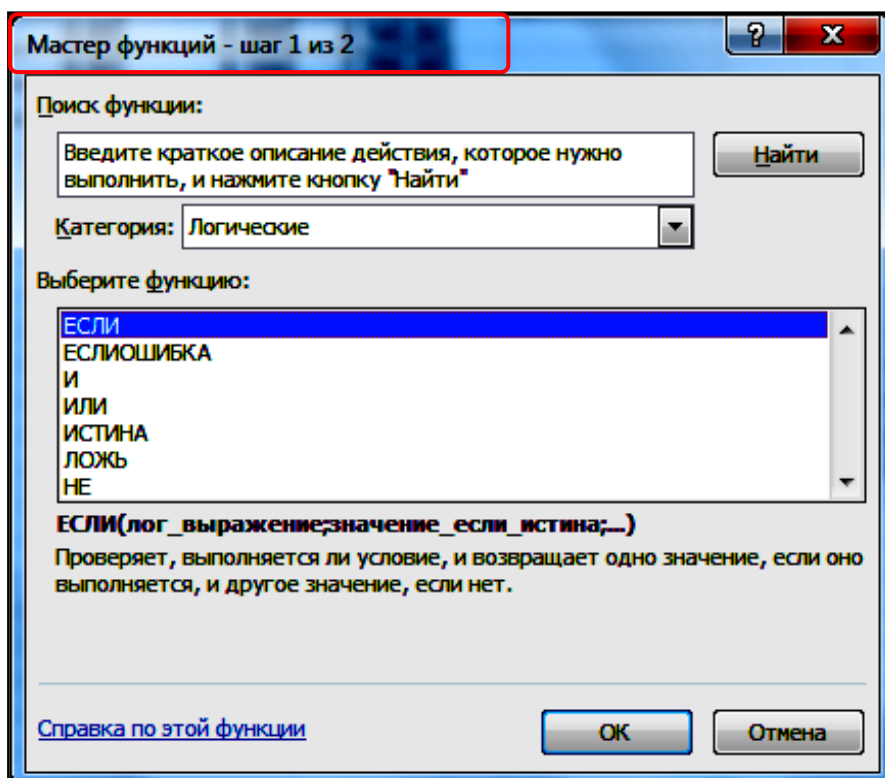 Мастер функций - шаг 1 из 2
Поиск функции:
Введите краткое описание действия, которое нужно
выполнить, и нажмите кнопку "Найти"
Найти
Категория: Логические
Выберите функцию:
ЕСЛИ
ЕСЛИОШИБКА
И
ИЛИ
ИСТИНА
ЛОЖЬ
НЕ
ЕСЛИ(лог_выражение;значение_если_истина;...)
Проверяет, выполняется ли условие, и возвращает одно значение, если оно
выполняется, и другое значение, если нет.
Справка по этой функции
ОК
Отмена